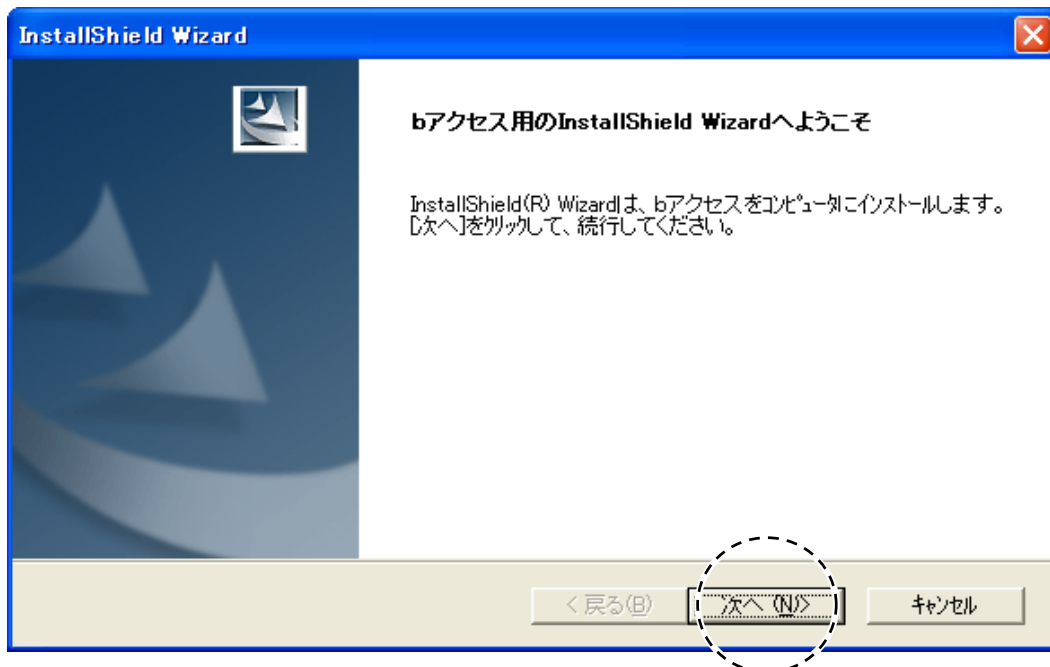 InstallShield Wizard
bアクセス用のInstallShield Wizardへようこそ
InstallShield(R) Wizardは、bアクセスをコンピュータにインストールします。
[次へ]をクリックして、続行してください。
< 戻る(B) 次へ (N)> キャンセル